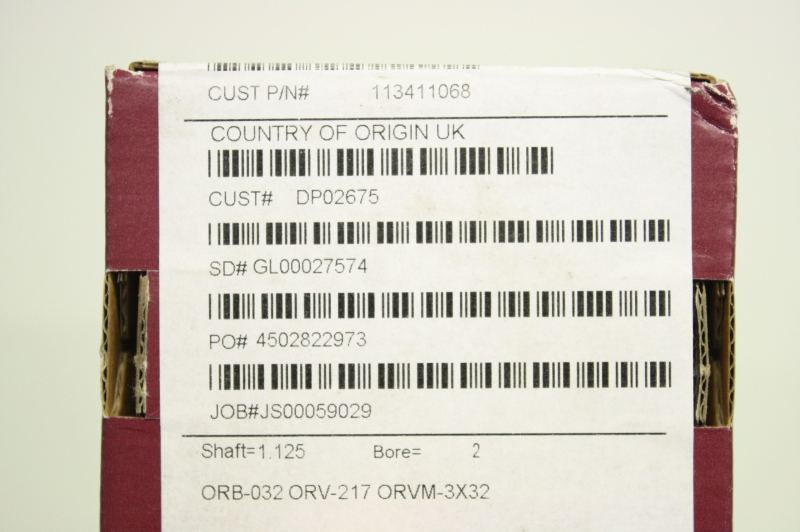 CUST P/N# 113411068
COUNTRY OF ORIGIN UK
CUST# DP02675
SD# GL00027574
PO# 4502822973
JOB#JS00059029
Shaft=1.125 Bore= 2
ORB-032 ORV-217 ORVM-3X32